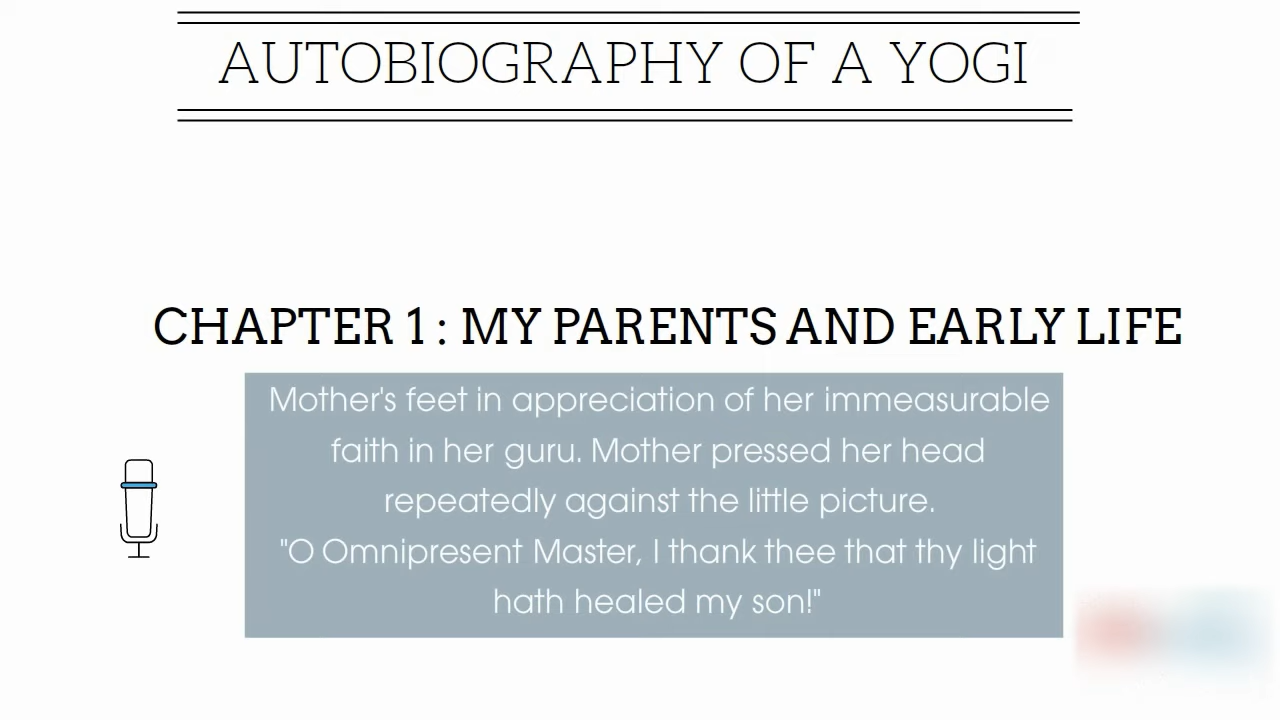 AUTOBIOGRAPHY OF A YOGI
CHAPTER 1 : MY PARENTS AND EARLY LIFE
Mother's feet in appreciation of her immeasurable
faith in her guru. Mother pressed her head
repeatedly against the little picture.
"O Omnipresent Master, I thank thee that thy light
hath healed my son!"